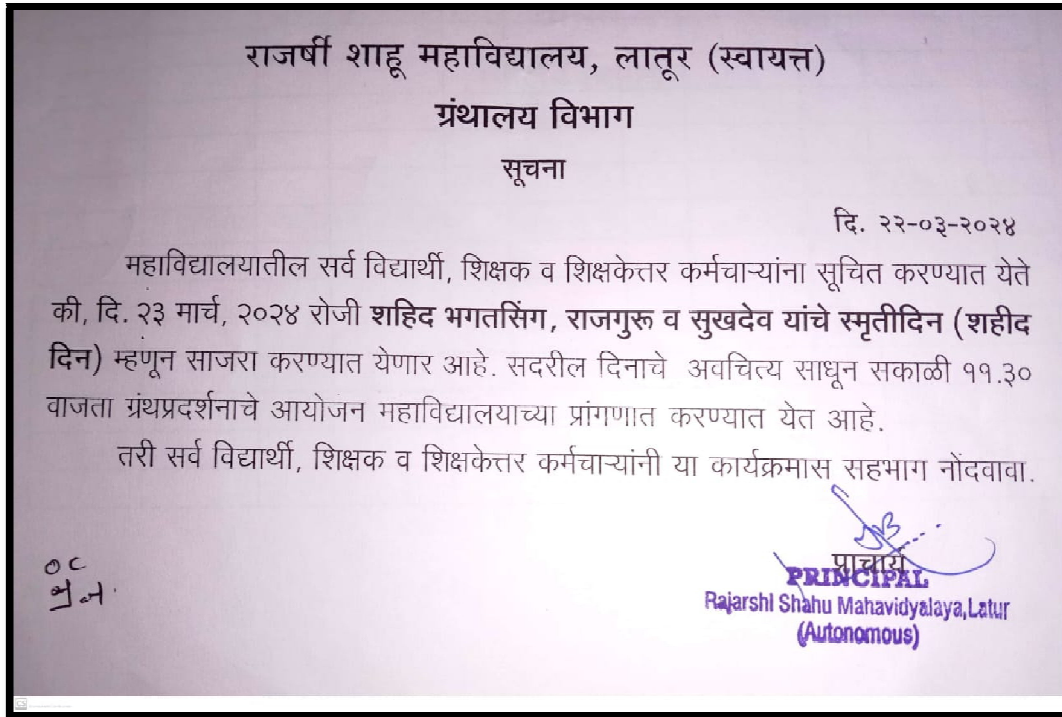 राजर्षी शाहू महाविद्यालय, लातूर (स्वायत्त)
ग्रंथालय विभाग
सूचना
दि. २२-०३-२०२४
महाविद्यालयातील सर्व विद्यार्थी, शिक्षक व शिक्षकेत्तर कर्मचाऱ्यांना सूचित करण्यात येते
की, दि. २३ मार्च, २०२४ रोजी शहिद भगतसिंग, राजगुरू व सुखदेव यांचे स्मृतीदिन (शहीद
दिन) म्हणून साजरा करण्यात येणार आहे. सदरील दिनाचे अवचित्य साधून सकाळी ११.३०
वाजता ग्रंथप्रदर्शनाचे आयोजन महाविद्यालयाच्या प्रांगणात करण्यात येत आहे.
तरी सर्व विद्यार्थी, शिक्षक व शिक्षकेत्तर कर्मचाऱ्यांनी या कार्यक्रमास सहभाग नोंदवावा.
OC
प्राचार्य
PRINCIPAL
Rajarshi Shahu Mahavidyalaya,Latur
(Autonomous)